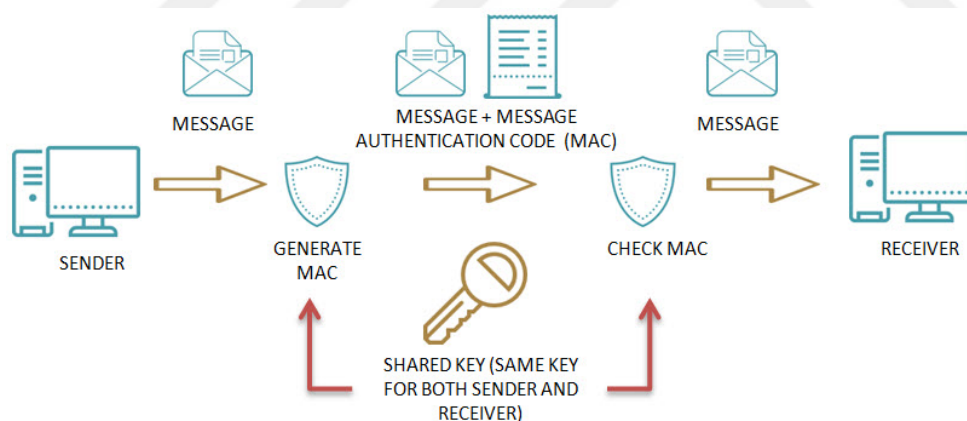 MESSAGE
MESSAGE + MESSAGE
AUTHENTICATION CODE (MAC)
MESSAGE
SENDER
GENERATE
MAC
CHECK MAC
RECEIVER
SHARED KEY (SAME KEY
FOR BOTH SENDER AND
RECEIVER)